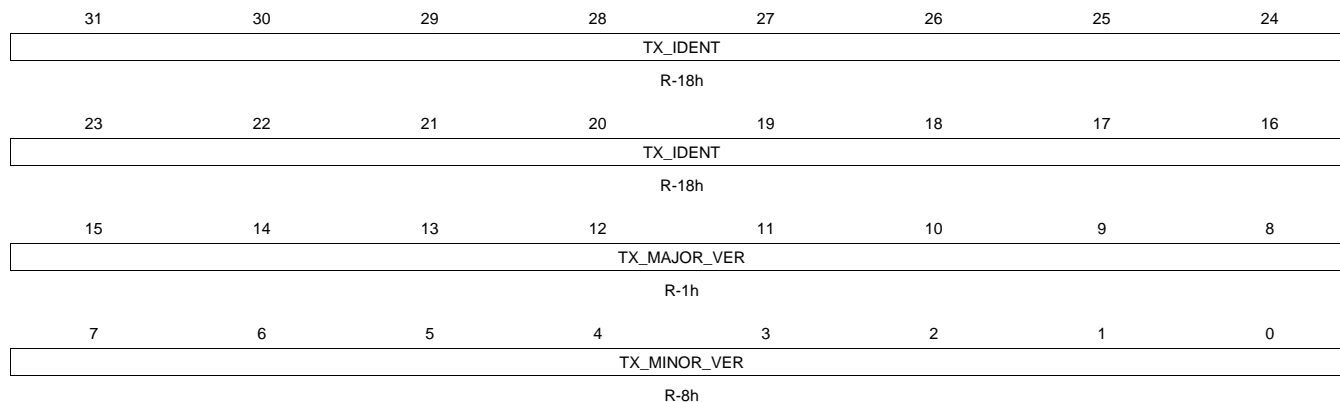 31 30 29 28 27 26 25 24
TX_IDENT
R-18h
23 22 21 20 19 18 17 16
TX_IDENT
R-18h
15 14 13 12 11 10 9 8
TX_MAJOR_VER
R-1h
7 6 5 4 3 2 1 0
TX_MINOR_VER
R-8h